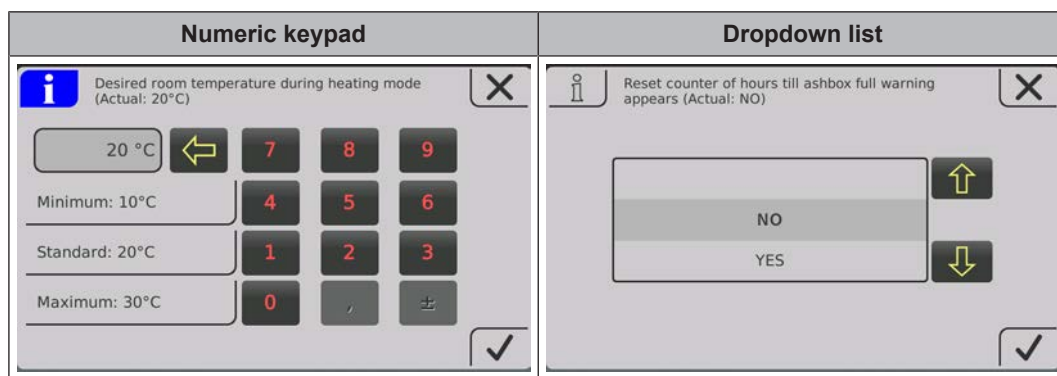 Numeric keypad
Dropdown list
i
Desired room temperature during heating mode
(Actual: 20°C)
20 °C
7 8 9
Minimum: 10°C
4 5 6
Standard: 20°C
1 2 3
Maximum: 30°C
0 , ±
i
Reset counter of hours till ashbox full warning
appears (Actual: NO)
NO
YES